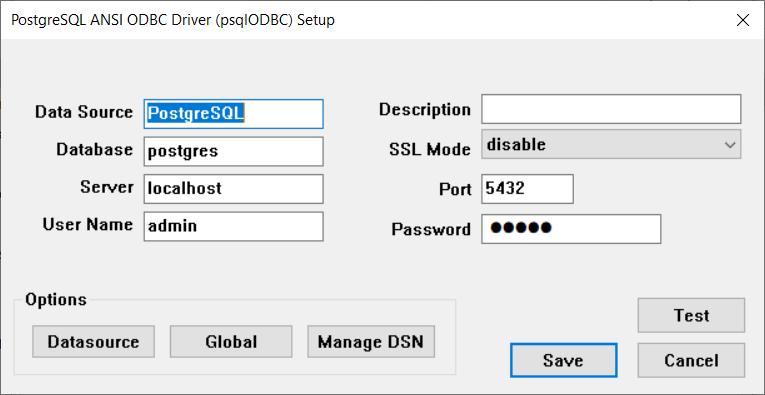 PostgreSQL ANSI ODBC Driver (psqlODBC) Setup
Data Source PostgreSQL
Description
Database postgres
SSL Mode disable
Server localhost
Port 5432
User Name admin
Password ●●●●●
Options
Datasource Global Manage DSN
Test
Save Cancel